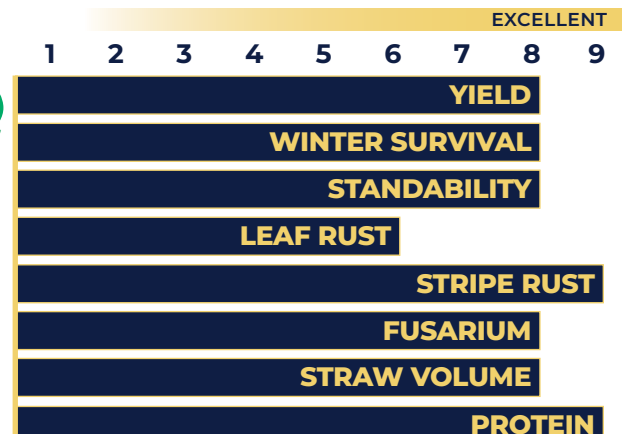 EXCELLENT
1 2 3 4 5 6 7 8 9
YIELD
WINTER SURVIVAL
STANDABILITY
LEAF RUST
STRIPE RUST
FUSARIUM
STRAW VOLUME
PROTEIN